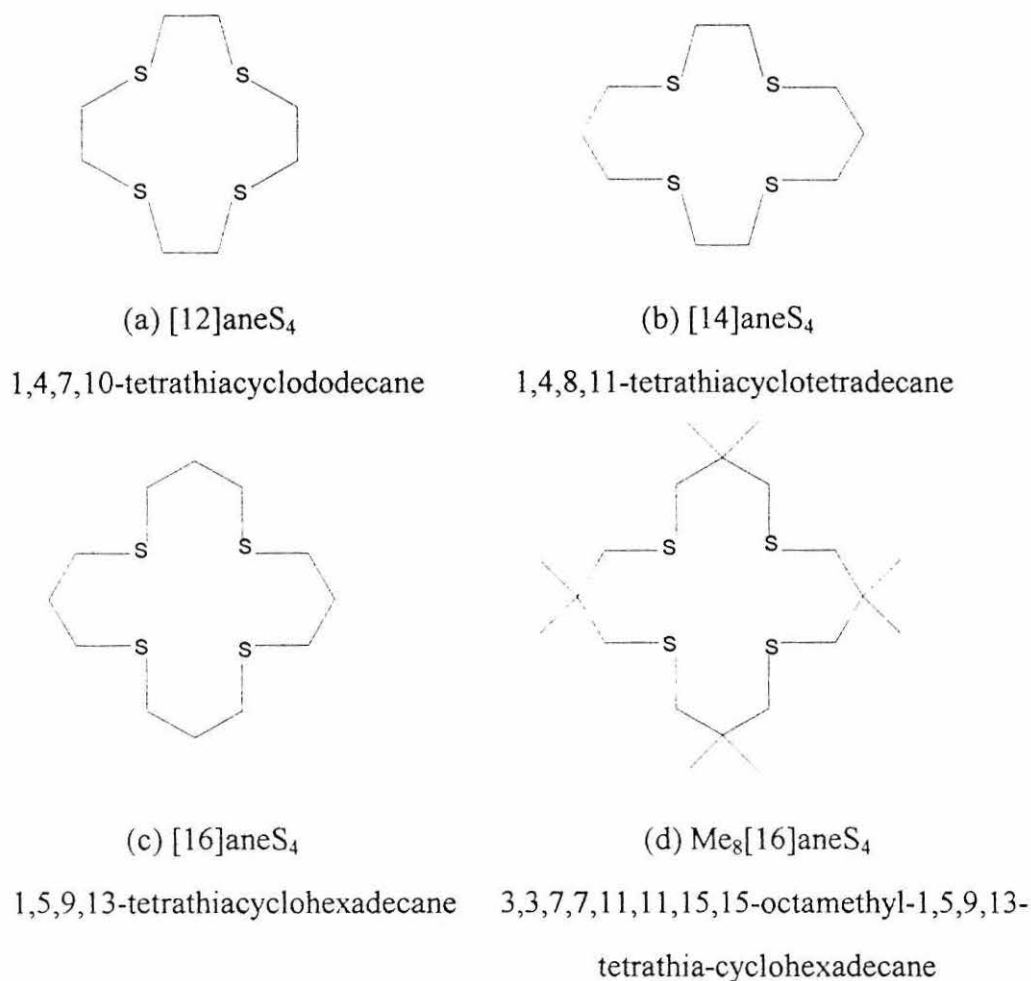 S S
S S
(a) [12]aneS₄
1,4,7,10-tetrathiacyclododecane
S S
S S
(b) [14]aneS₄
1,4,8,11-tetrathiacyclotetradecane
S S
S S
(c) [16]aneS₄
1,5,9,13-tetrathiacyclohexadecane
S S
S S
(d) Me₈[16]aneS₄
3,3,7,7,11,11,15,15-octamethyl-1,5,9,13-
tetrathia-cyclohexadecane